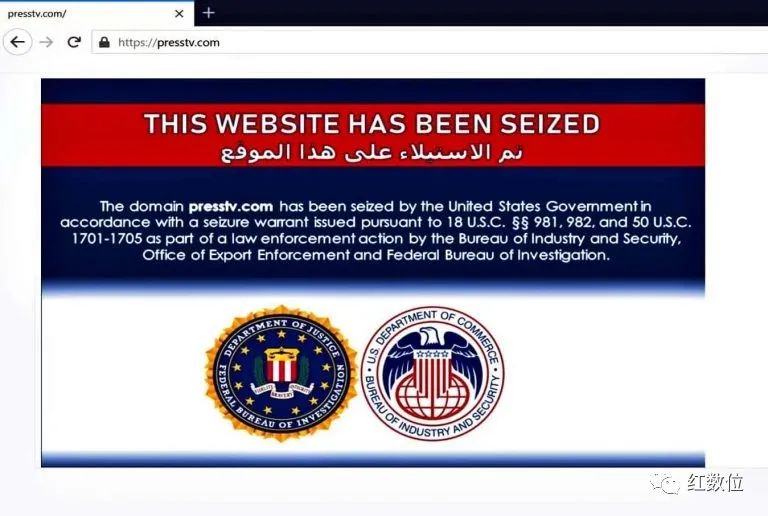 presstv.com/
https://presstv.com
THIS WEBSITE HAS BEEN SEIZED
تم الاستيلاء على هذا الموقع
The domain presstv.com has been seized by the United States Government in
accordance with a seizure warrant issued pursuant to 18 U.S.C. §§ 981, 982, and 50 U.S.C.
1701-1705 as part of a law enforcement action by the Bureau of Industry and Security,
Office of Export Enforcement and Federal Bureau of Investigation.
DEPARTMENT OF JUSTICE
FIDELITY BRAVERY INTEGRITY
FEDERAL BUREAU OF INVESTIGATION
U.S. DEPARTMENT OF COMMERCE
BUREAU OF INDUSTRY AND SECURITY
红数位